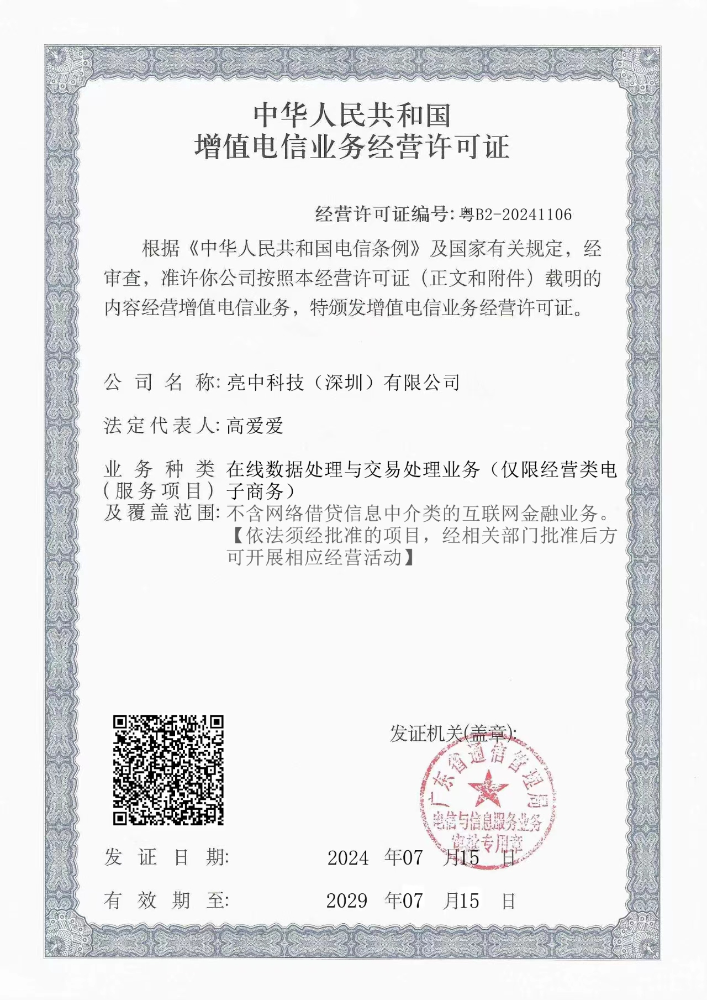 中华人民共和国
增值电信业务经营许可证
经营许可证编号: 粤B2-20241106
根据《中华人民共和国电信条例》及国家有关规定，经
审查，准许你公司按照本经营许可证（正文和附件）载明的
内容经营增值电信业务，特颁发增值电信业务经营许可证。
公司名称: 亮中科技（深圳）有限公司
法定代表人: 高爱爱
业务种类 在线数据处理与交易处理业务（仅限经营类电
(服务项目) 子商务）
及覆盖范围: 不含网络借贷信息中介类的互联网金融业务。
【依法须经批准的项目，经相关部门批准后方
可开展相应经营活动】
发证机关(盖章):
广东省通信管理局
电信与信息服务业务
审批专用章
发证日期: 2024 年07 月15 日
有效期至: 2029 年07 月15 日